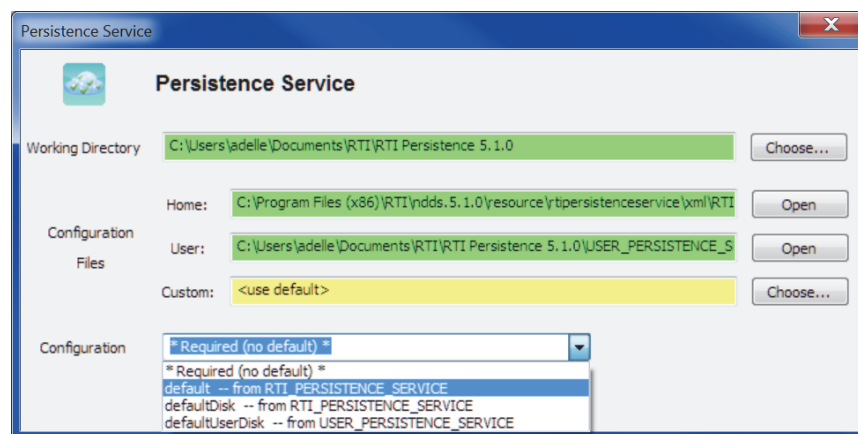 Persistence Service
Persistence Service
Working Directory C:\Users\adelle\Documents\RTI\RTI Persistence 5.1.0 Choose...
Home: C:\Program Files (x86)\RTI\ndds.5.1.0\resource\rtipersistenceservice\xml\RTI Open
Configuration
Files
User: C:\Users\adelle\Documents\RTI\RTI Persistence 5.1.0\USER_PERSISTENCE_S Open
Custom: <use default> Choose...
Configuration * Required (no default) *
* Required (no default) *
default -- from RTI_PERSISTENCE_SERVICE
defaultDisk -- from RTI_PERSISTENCE_SERVICE
defaultUserDisk -- from USER_PERSISTENCE_SERVICE